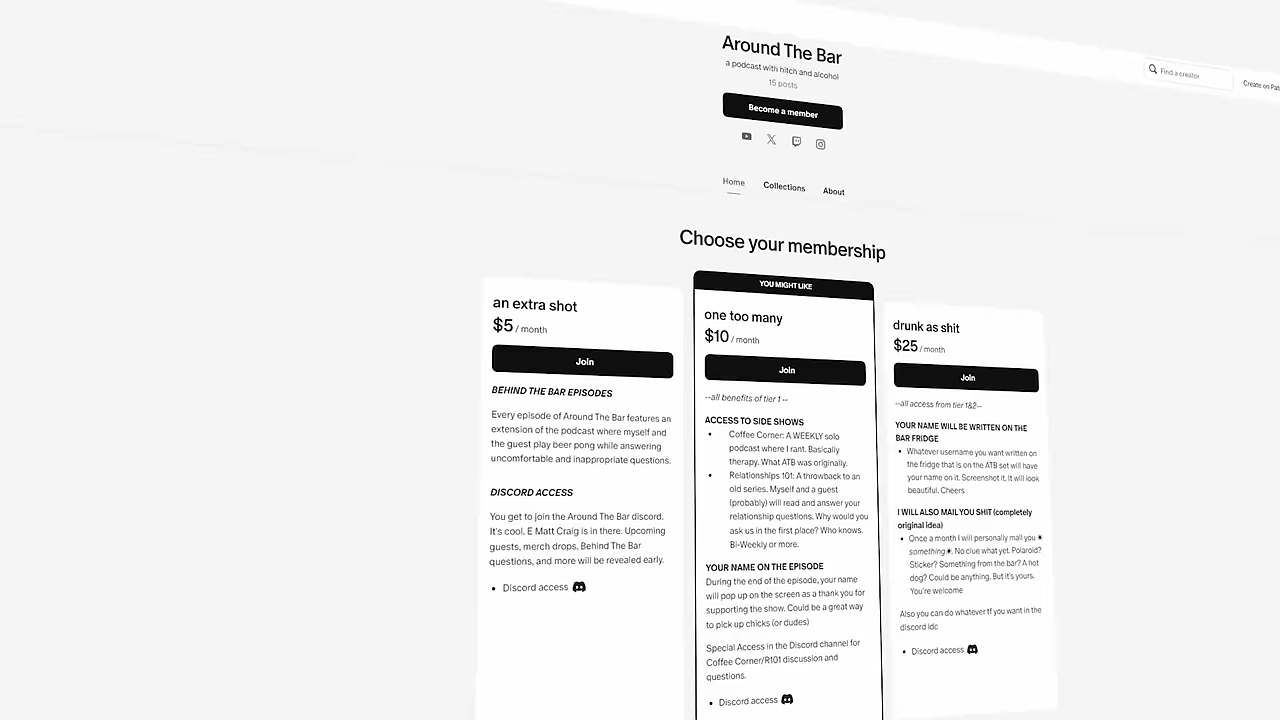 Around The Bar
a podcast with hitch and alcohol
15 posts
Become a member
Find a creator
Create on Pat
Home
Collections
About
Choose your membership
an extra shot
$5 / month
Join
BEHIND THE BAR EPISODES
Every episode of Around The Bar features an
extension of the podcast where myself and
the guest play beer pong while answering
uncomfortable and inappropriate questions.
DISCORD ACCESS
You get to join the Around The Bar discord.
It's cool. E Matt Craig is in there. Upcoming
guests, merch drops, Behind The Bar
questions, and more will be revealed early.
• Discord access
YOU MIGHT LIKE
one too many
$10 / month
Join
--all benefits of tier 1 --
ACCESS TO SIDE SHOWS
• Coffee Corner: A WEEKLY solo
podcast where I rant. Basically
therapy. What ATB was originally.
• Relationships 101: A throwback to an
old series. Myself and a guest
(probably) will read and answer your
relationship questions. Why would you
ask us in the first place? Who knows.
Bi-Weekly or more.
YOUR NAME ON THE EPISODE
During the end of the episode, your name
will pop up on the screen as a thank you for
supporting the show. Could be a great way
to pick up chicks (or dudes)
Special Access in the Discord channel for
Coffee Corner/R101 discussion and
questions.
• Discord access
drunk as shit
$25 / month
Join
--all access from tier 1&2--
YOUR NAME WILL BE WRITTEN ON THE
BAR FRIDGE
• Whatever username you want written on
the fridge that is on the ATB set will have
your name on it. Screenshot it. It will look
beautiful. Cheers
I WILL ALSO MAIL YOU SHIT (completely
original idea)
• Once a month I will personally mail you ✷
something✷. No clue what yet. Polaroid?
Sticker? Something from the bar? A hot
dog? Could be anything. But it's yours.
You're welcome
Also you can do whatever tf you want in the
discord idc
• Discord access